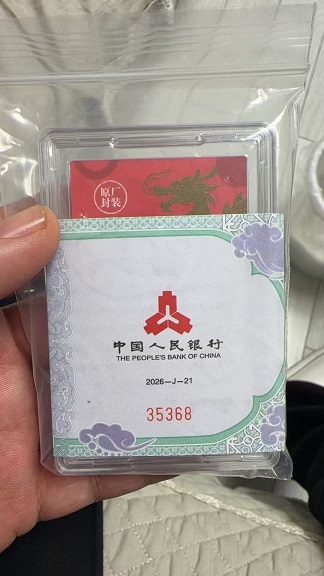 原厂
封装
中国人民银行
THE PEOPLE'S BANK OF CHINA
2026—J—21
35368